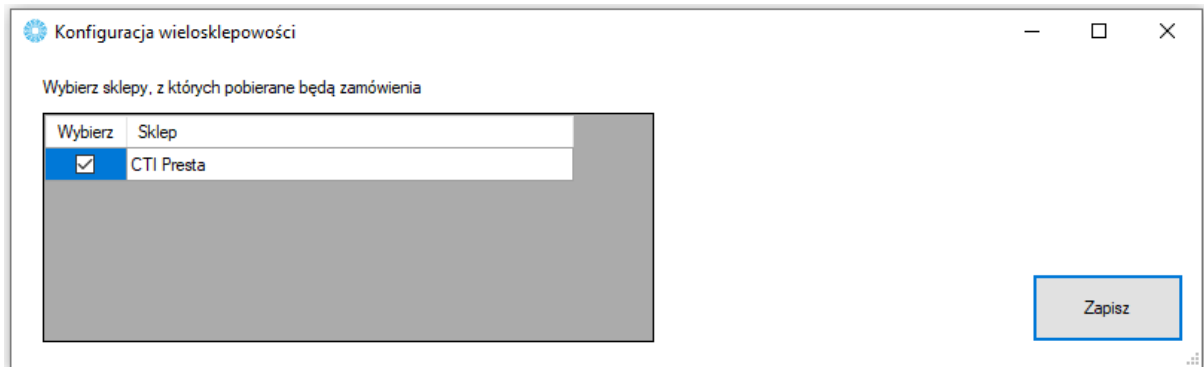 Konfiguracja wielosklepowości
Wybierz sklepy, z których pobierane będą zamówienia
Wybierz Sklep
CTI Presta
Zapisz